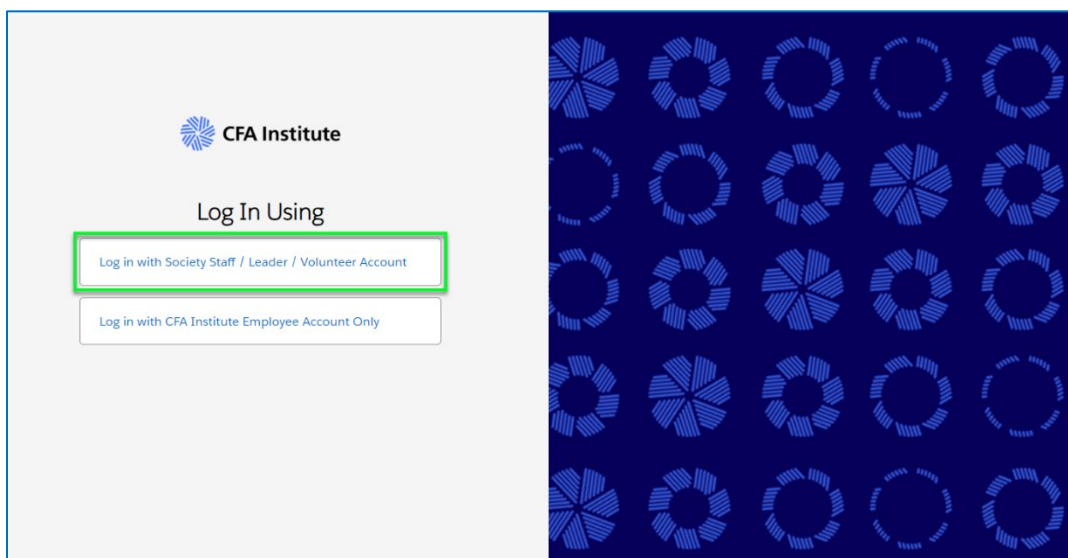 CFA Institute
Log In Using
Log in with Society Staff / Leader / Volunteer Account
Log in with CFA Institute Employee Account Only